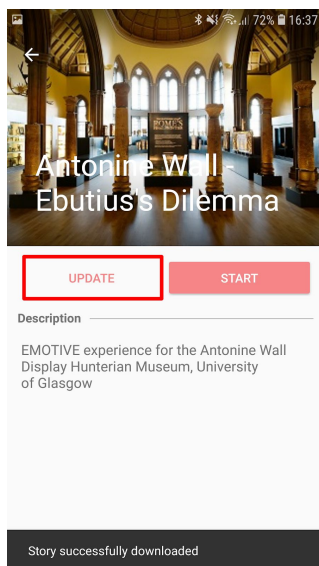 72% 16:37
ROME'S
Antonine Wall -
Ebutius's Dilemma
UPDATE
START
Description
EMOTIVE experience for the Antonine Wall
Display Hunterian Museum, University
of Glasgow
Story successfully downloaded